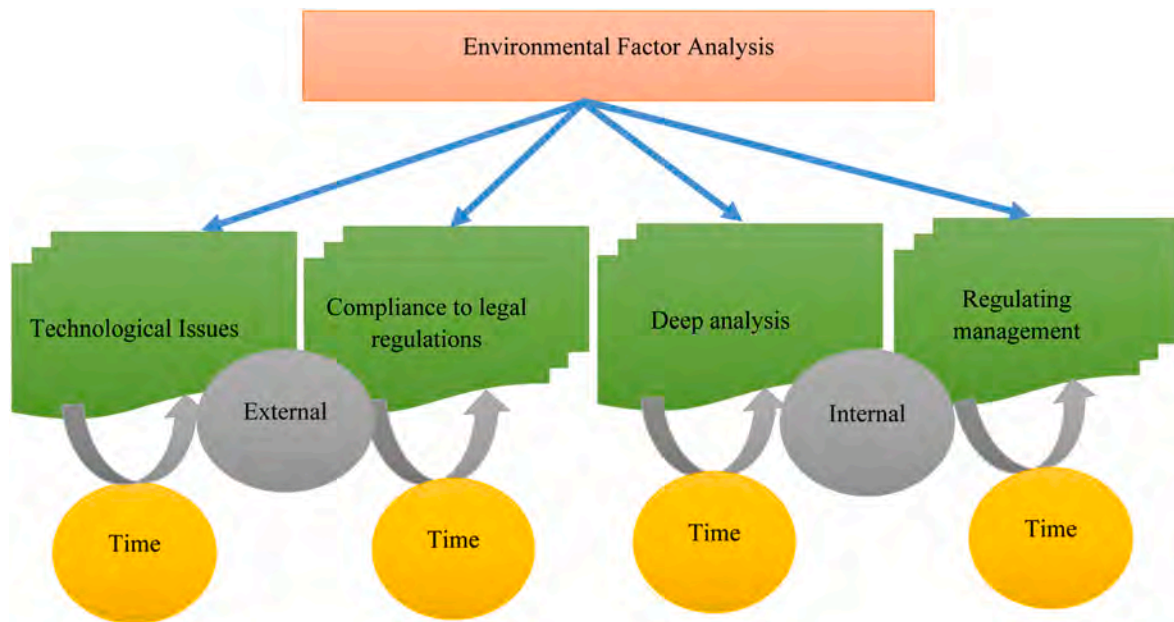 Environmental Factor Analysis
Technological Issues
Compliance to legal
regulations
Deep analysis
Regulating
management
External
Internal
Time
Time
Time
Time